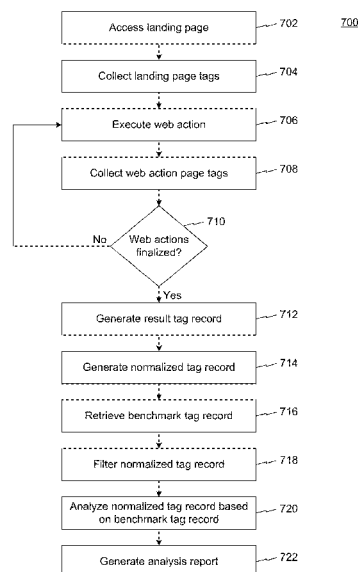 700
Access landing page
702
Collect landing page tags
704
Execute web action
706
Collect web action page tags
708
710
Web actions
finalized?
No
Yes
Generate result tag record
712
Generate normalized tag record
714
Retrieve benchmark tag record
716
Filter normalized tag record
718
Analyze normalized tag record based
on benchmark tag record
720
Generate analysis report
722